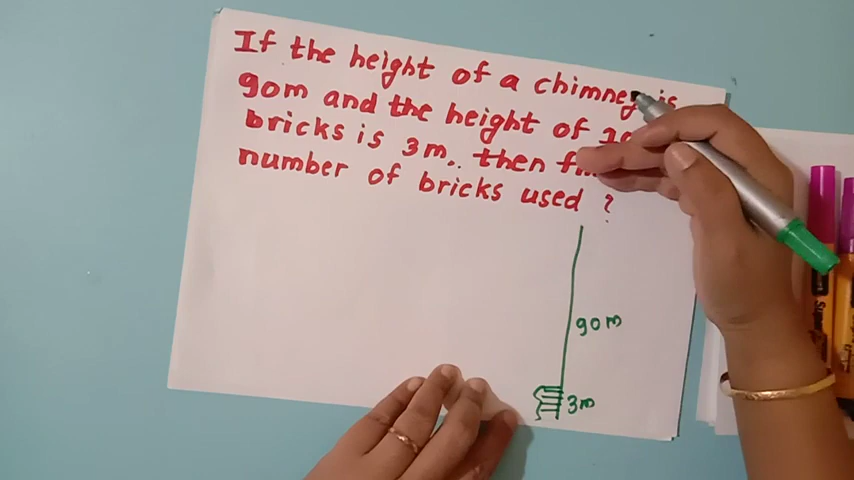 If the height of a chimney is
90m and the height of
bricks is 3m.. then
number of bricks used ?
90m
3m